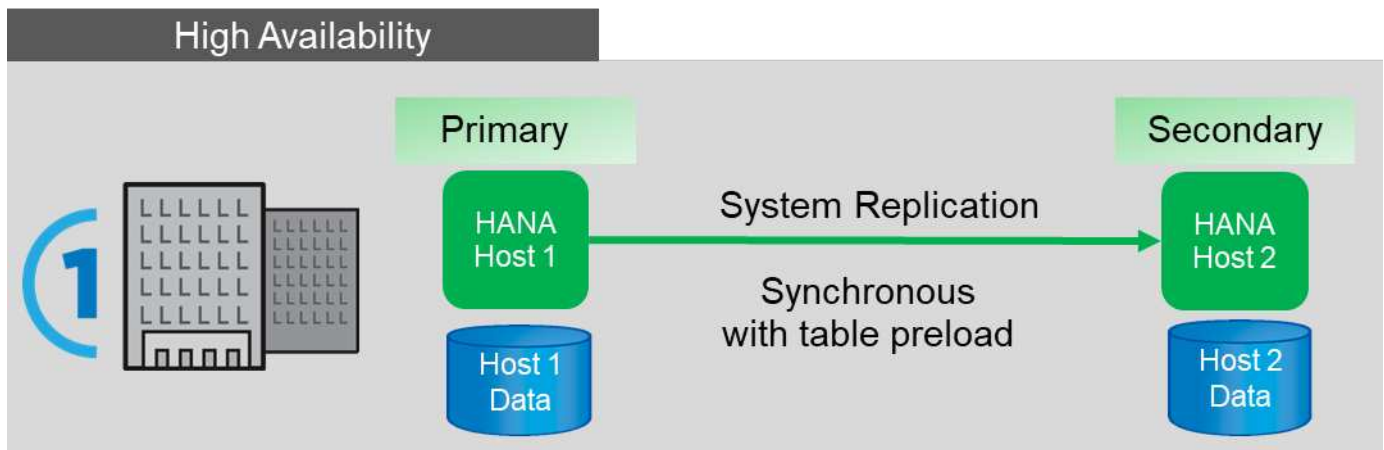 High Availability
Primary
Secondary
1
HANA
Host 1
System Replication
HANA
Host 2
Synchronous
with table preload
Host 1
Data
Host 2
Data